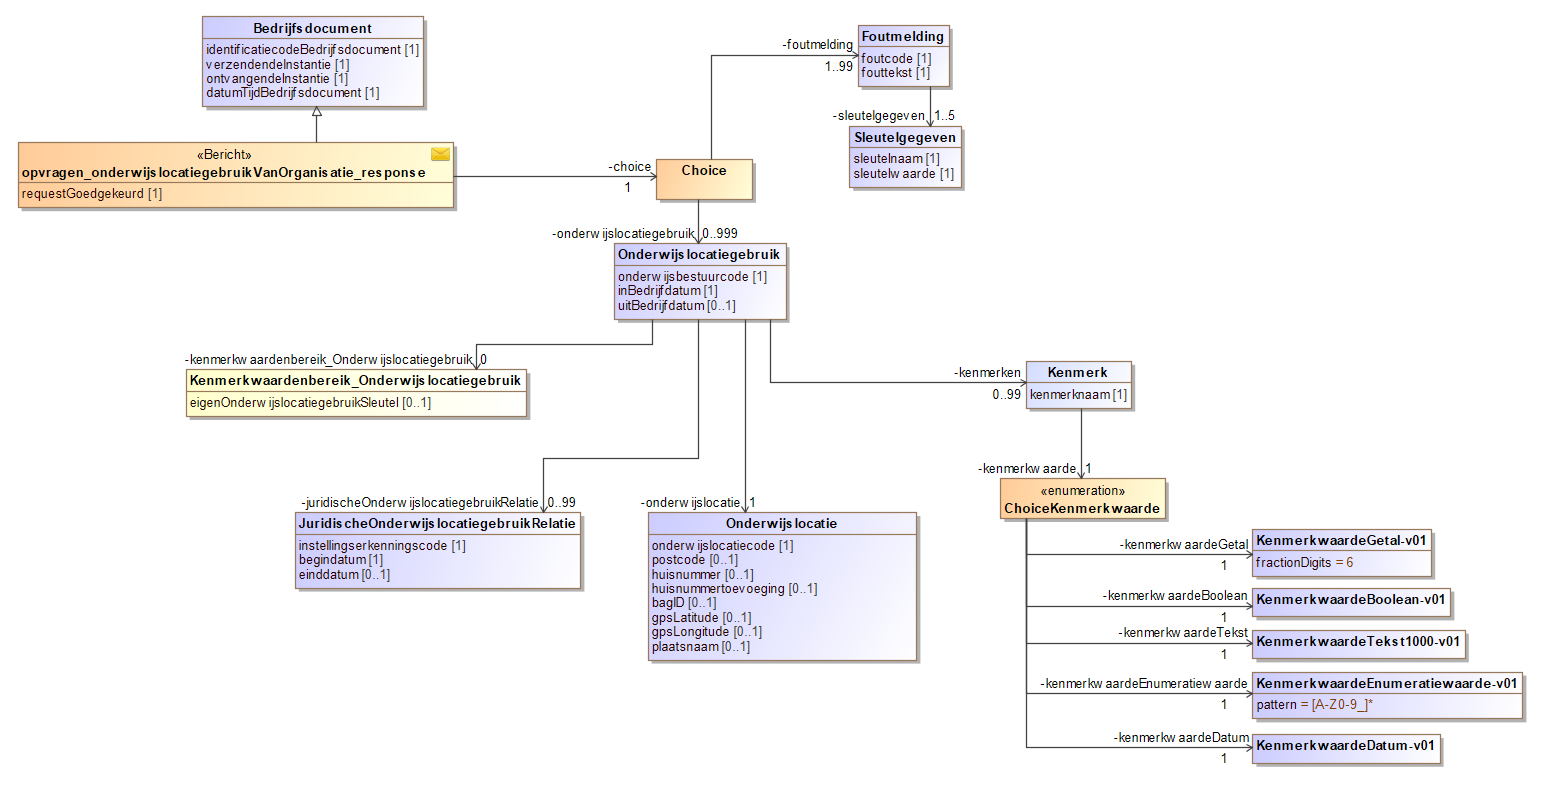 Bedrijfsdocument
identificatiecodeBedrijfsdocument [1]
verzendendeInstantie [1]
ontvangendeInstantie [1]
datumTijdBedrijfsdocument [1]
«Bericht»
opvragen_onderwijslocatiegebruikVanOrganisatie_response
requestGoedgekeurd [1]
-choice
1
Choice
-foutmelding
1..99
Foutmelding
foutcode [1]
fouttekst [1]
-sleutelgegeven 1..5
Sleutelgegeven
sleutelnaam [1]
sleutelwaarde [1]
-onderwijslocatiegebruik 0..999
Onderwijslocatiegebruik
onderwijsbestuurcode [1]
inBedrijfdatum [1]
uitBedrijfdatum [0..1]
-kenmerkwaardenbereik_Onderwijslocatiegebruik 0
Kenmerkwaardenbereik_Onderwijslocatiegebruik
eigenOnderwijslocatiegebruikSleutel [0..1]
-kenmerken
0..99
Kenmerk
kenmerknaam [1]
-kenmerkwaarde 1
«enumeration»
ChoiceKenmerkwaarde
-juridischeOnderwijslocatiegebruikRelatie 0..99
JuridischeOnderwijslocatiegebruikRelatie
instellingserkenningscode [1]
begindatum [1]
einddatum [0..1]
-onderwijslocatie 1
Onderwijslocatie
onderwijslocatiecode [1]
postcode [0..1]
huisnummer [0..1]
huisnummertoevoeging [0..1]
bagID [0..1]
gpsLatitude [0..1]
gpsLongitude [0..1]
plaatsnaam [0..1]
-kenmerkwaardeGetal
1
KenmerkwaardeGetal-v01
fractionDigits = 6
-kenmerkwaardeBoolean
1
KenmerkwaardeBoolean-v01
-kenmerkwaardeTekst
1
KenmerkwaardeTekst1000-v01
-kenmerkwaardeEnumeratiewaarde
1
KenmerkwaardeEnumeratiewaarde-v01
pattern = [A-Z0-9_]*
-kenmerkwaardeDatum
1
KenmerkwaardeDatum-v01